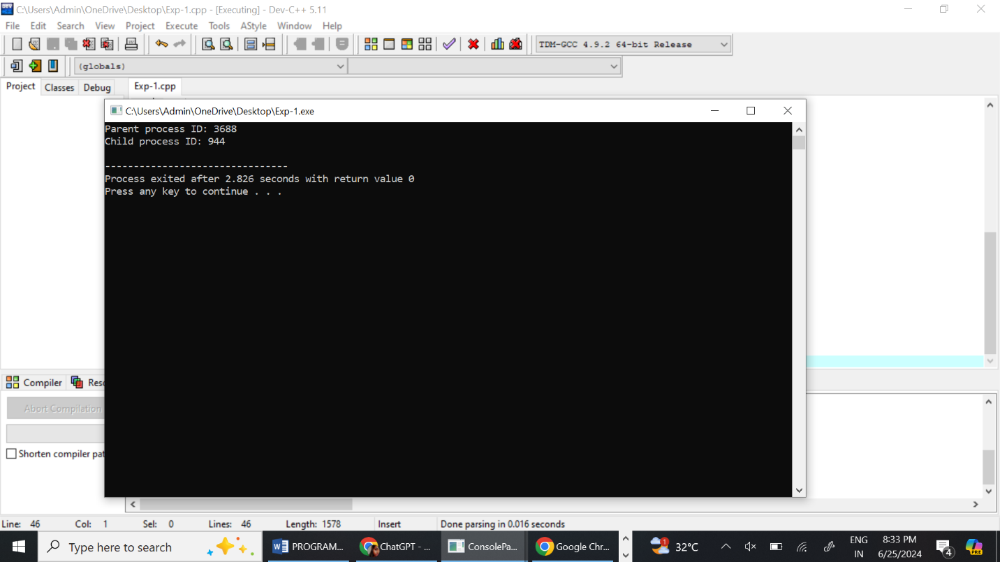 C:\Users\Admin\OneDrive\Desktop\Exp-1.cpp - [Executing] - Dev-C++ 5.11
File Edit Search View Project Execute Tools AStyle Window Help
TDM-GCC 4.9.2 64-bit Release
(globals)
Project Classes Debug Exp-1.cpp
C:\Users\Admin\OneDrive\Desktop\Exp-1.exe
Parent process ID: 3688
Child process ID: 944
--------------------------------
Process exited after 2.826 seconds with return value 0
Press any key to continue . . .
Compiler Reso
Abort Compilation
Shorten compiler pat
Line: 46 Col: 1 Sel: 0 Lines: 46 Length: 1578 Insert Done parsing in 0.016 seconds
Type here to search PROGRAM... ChatGPT - ... ConsolePa... Google Chr... 1 32°C ENG 8:33 PM 4 PRE
IN 6/25/2024